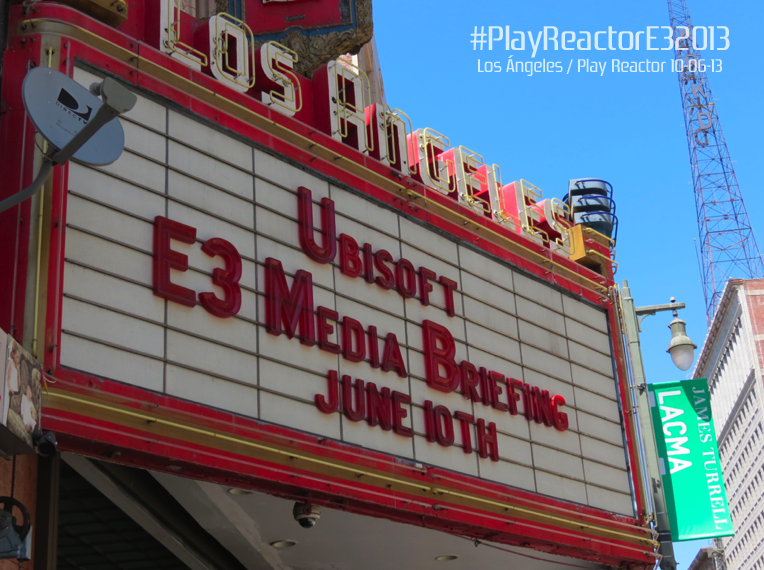 #PlayReactorE32013
Los Ángeles / Play Reactor 10-06-13
LOS ANGELES
DIRECTV
UBISOFT
E3 MEDIA BRIEFING
JUNE 10TH
JAMES TURRELL
LACMA